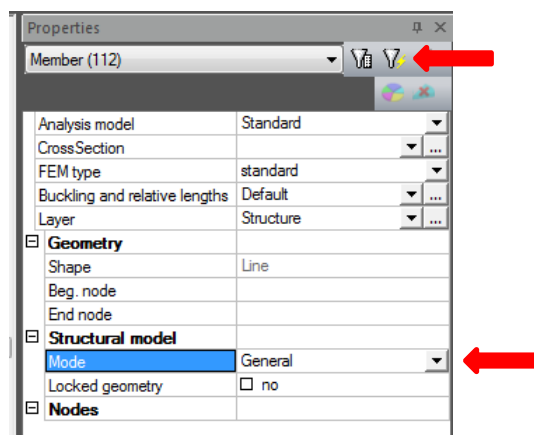 Properties
Member (112)
Analysis model Standard
CrossSection ...
FEM type standard
Buckling and relative lengths Default ...
Layer Structure ...
Geometry
Shape Line
Beg. node
End node
Structural model
Mode General
Locked geometry no
Nodes